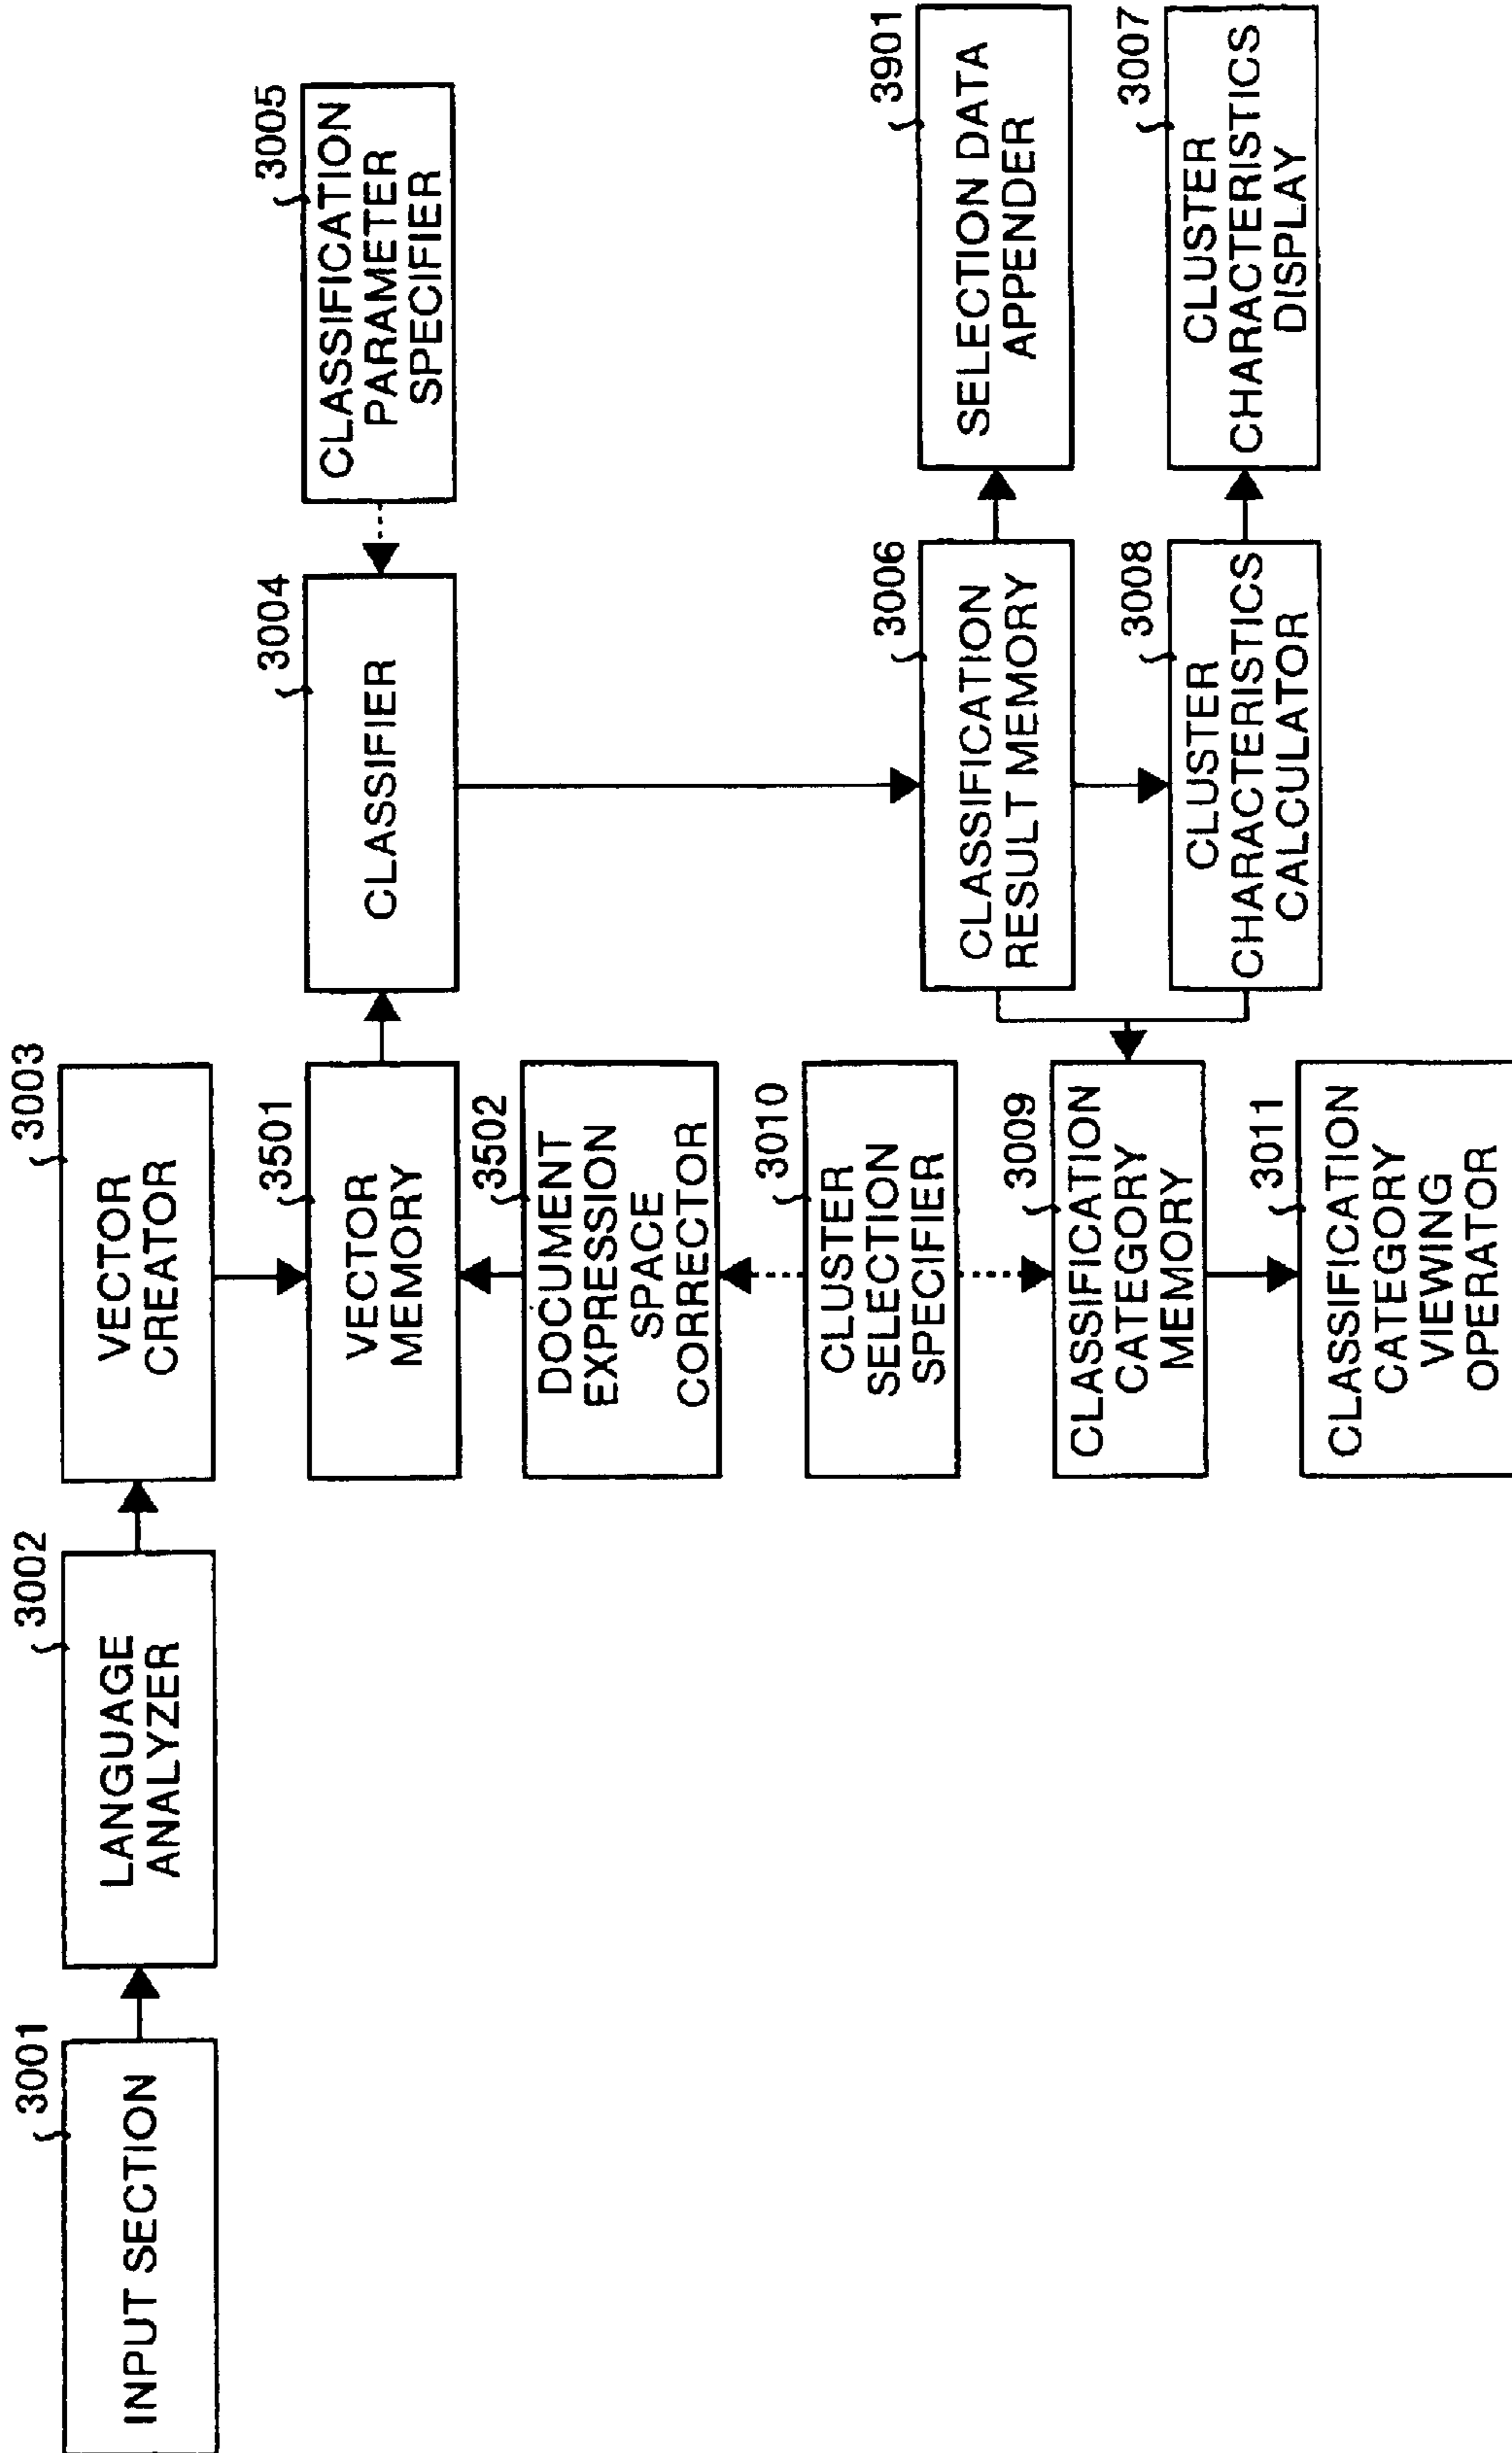 3001
INPUT SECTION
3002
LANGUAGE
ANALYZER
3003
VECTOR
CREATOR
3501
VECTOR
MEMORY
3004
CLASSIFIER
3005
CLASSIFICATION
PARAMETER
SPECIFIER
3502
DOCUMENT
EXPRESSION
SPACE
CORRECTOR
3010
CLUSTER
SELECTION
SPECIFIER
3006
CLASSIFICATION
RESULT MEMORY
3901
SELECTION DATA
APPENDER
3009
CLASSIFICATION
CATEGORY
MEMORY
3008
CLUSTER
CHARACTERISTICS
CALCULATOR
3007
CLUSTER
CHARACTERISTICS
DISPLAY
3011
CLASSIFICATION
CATEGORY
VIEWING
OPERATOR